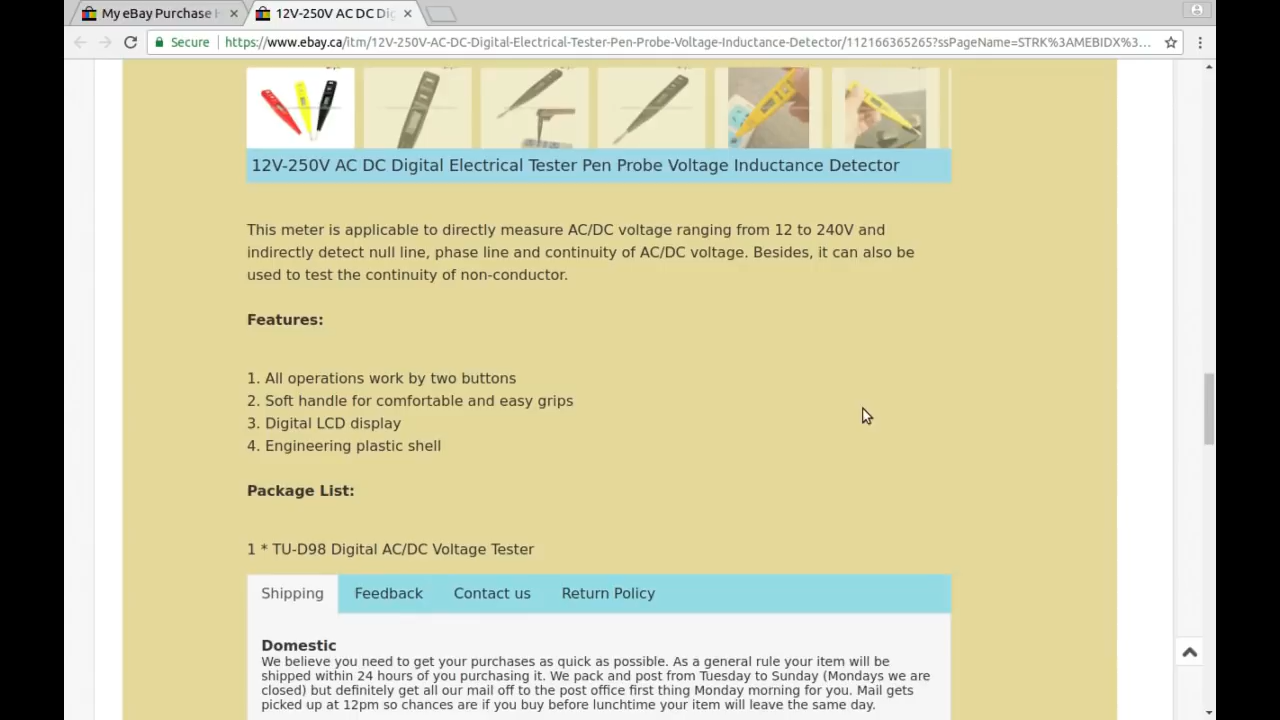 My eBay Purchase H
12V-250V AC DC Dig
Secure
https://www.ebay.ca/itm/12V-250V-AC-DC-Digital-Electrical-Tester-Pen-Probe-Voltage-Inductance-Detector/112166365265?ssPageName=STRK%3AMEBIDX%3...
12V-250V AC DC Digital Electrical Tester Pen Probe Voltage Inductance Detector
This meter is applicable to directly measure AC/DC voltage ranging from 12 to 240V and
indirectly detect null line, phase line and continuity of AC/DC voltage. Besides, it can also be
used to test the continuity of non-conductor.
Features:
1. All operations work by two buttons
2. Soft handle for comfortable and easy grips
3. Digital LCD display
4. Engineering plastic shell
Package List:
1 * TU-D98 Digital AC/DC Voltage Tester
Shipping
Feedback
Contact us
Return Policy
Domestic
We believe you need to get your purchases as quick as possible. As a general rule your item will be
shipped within 24 hours of you purchasing it. We pack and post from Tuesday to Sunday (Mondays we are
closed) but definitely get all our mail off to the post office first thing Monday morning for you. Mail gets
picked up at 12pm so chances are if you buy before lunchtime your item will leave the same day.